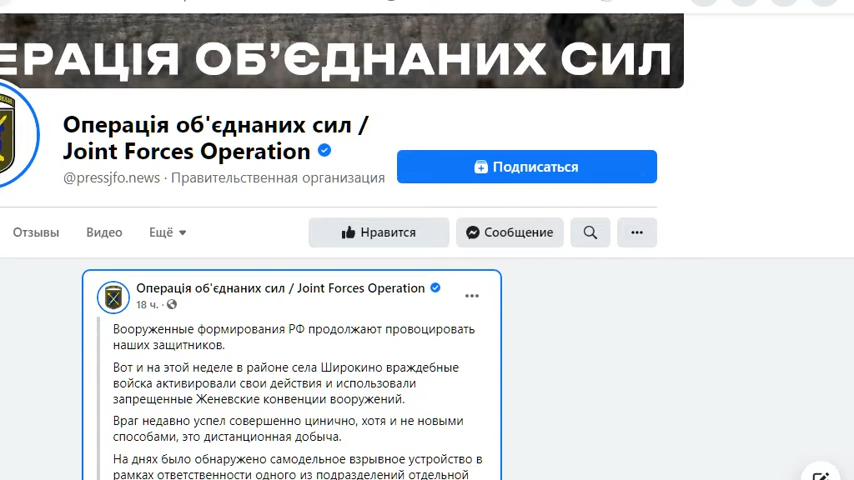 ЕРАЦІЯ ОБ’ЄДНАНИХ СИЛ
Операція об'єднаних сил /
Joint Forces Operation
@pressjfo.news · Правительственная организация
Подписаться
Отзывы Видео Ещё
Нравится Сообщение
Операція об'єднаних сил / Joint Forces Operation
18 ч. ·
Вооруженные формирования РФ продолжают провоцировать
наших защитников.
Вот и на этой неделе в районе села Широкино враждебные
войска активировали свои действия и использовали
запрещенные Женевские конвенции вооружений.
Враг недавно успел совершенно цинично, хотя и не новыми
способами, это дистанционная добыча.
На днях было обнаружено самодельное взрывное устройство в
рамках ответственности одного из подразделений отдельной